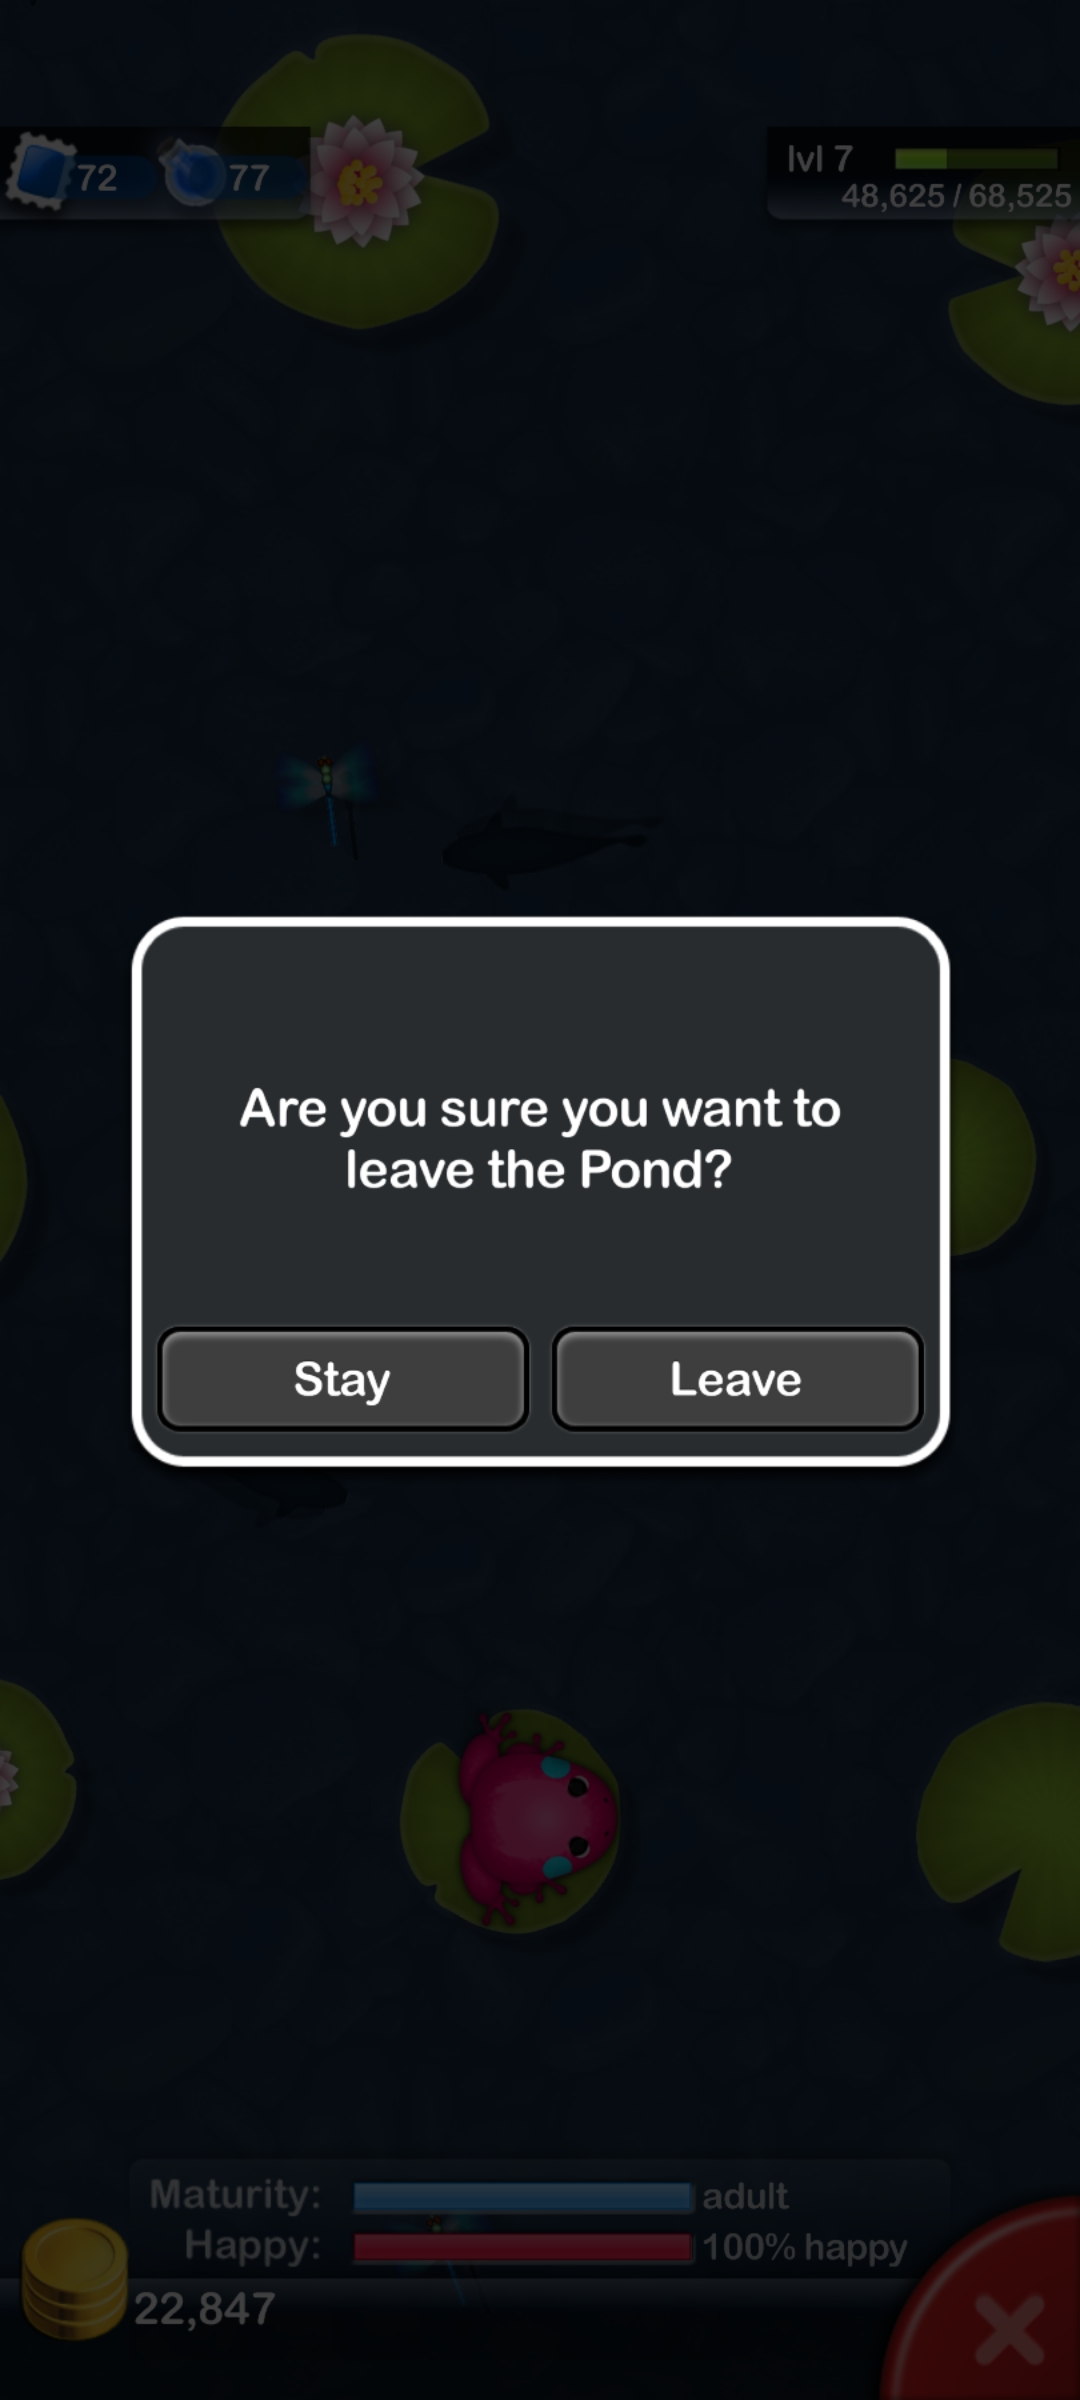 72
77
lvl 7
48,625 / 68,525
Are you sure you want to
leave the Pond?
Stay
Leave
Maturity:
adult
Happy:
100% happy
22,847